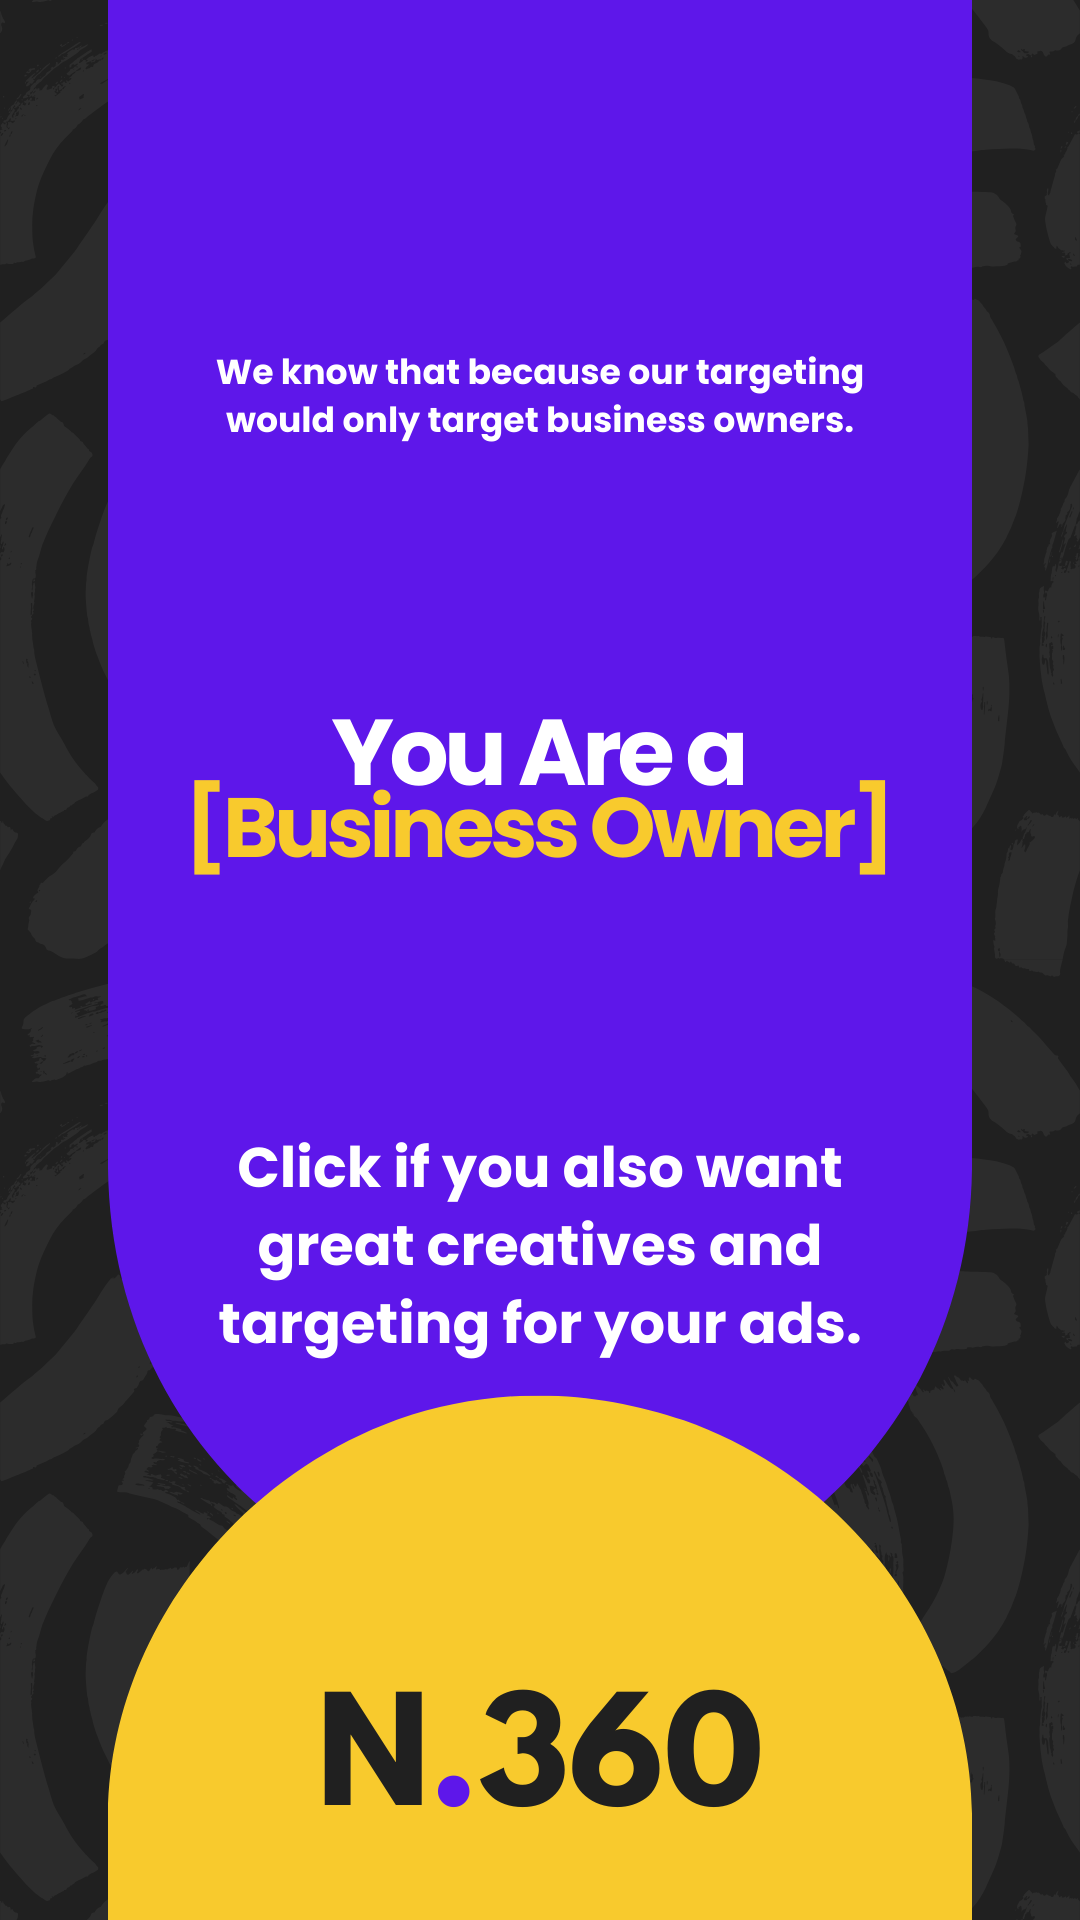 We know that because our targeting
would only target business owners.
You Are a
[Business Owner]
Click if you also want
great creatives and
targeting for your ads.
N.360